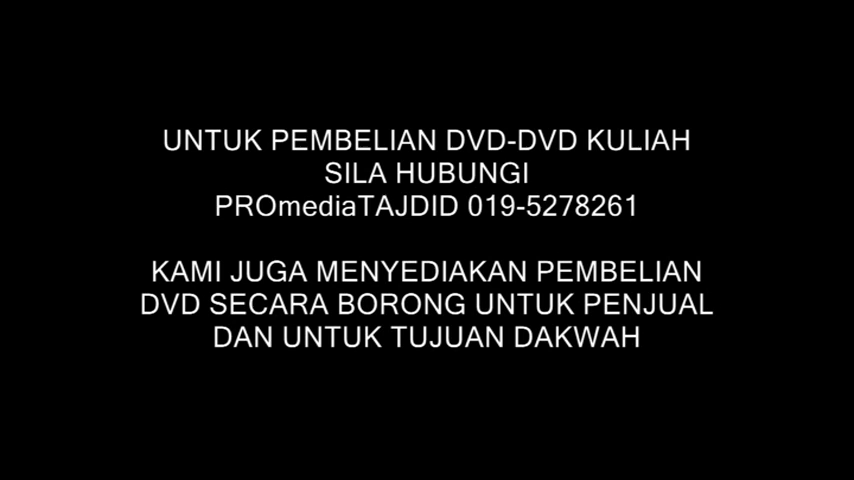 UNTUK PEMBELIAN DVD-DVD KULIAH
SILA HUBUNGI
PROmediaTAJDID 019-5278261
KAMI JUGA MENYEDIAKAN PEMBELIAN
DVD SECARA BORONG UNTUK PENJUAL
DAN UNTUK TUJUAN DAKWAH